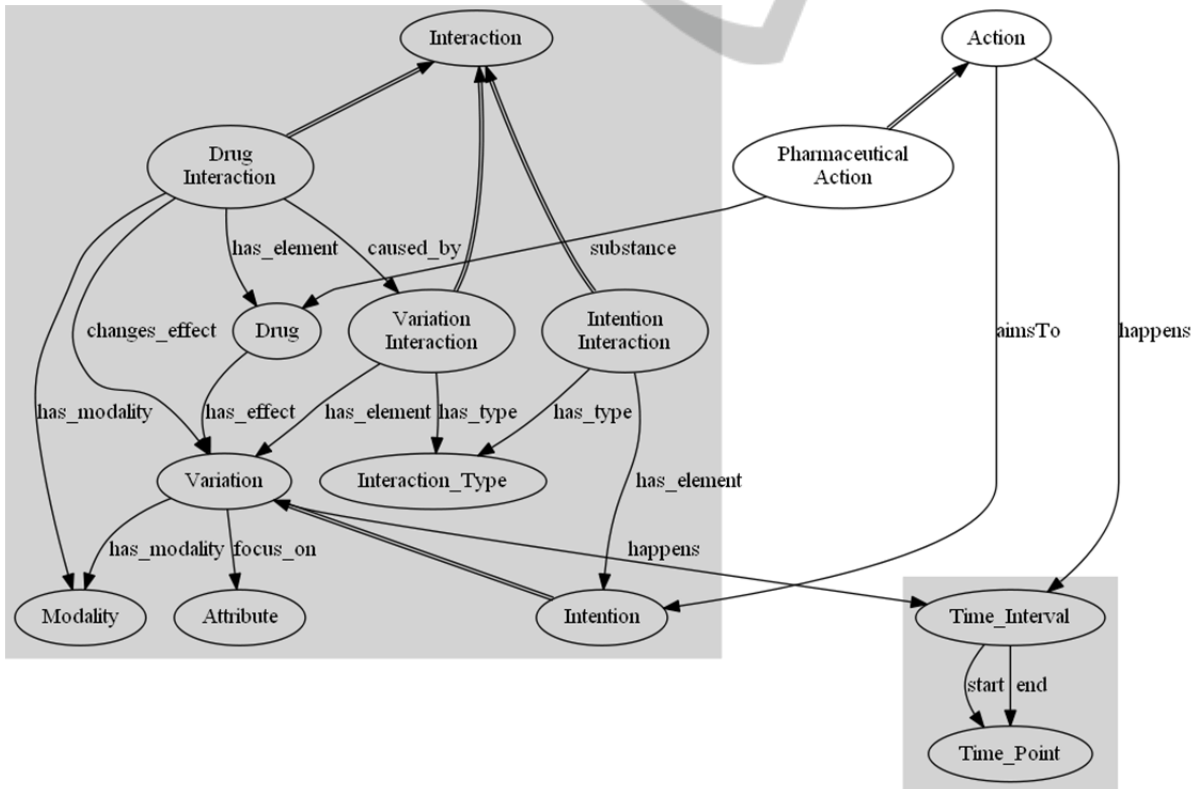 Interaction
Action
Drug
Interaction
Pharmaceutical
Action
has_element
caused_by
substance
changes_effect
Drug
Variation
Interaction
Intention
Interaction
aimsTo
happens
has_modality
has_effect
has_element
has_type
has_type
Variation
Interaction_Type
has_element
has_modality
focus_on
happens
Modality
Attribute
Intention
Time_Interval
start
end
Time_Point